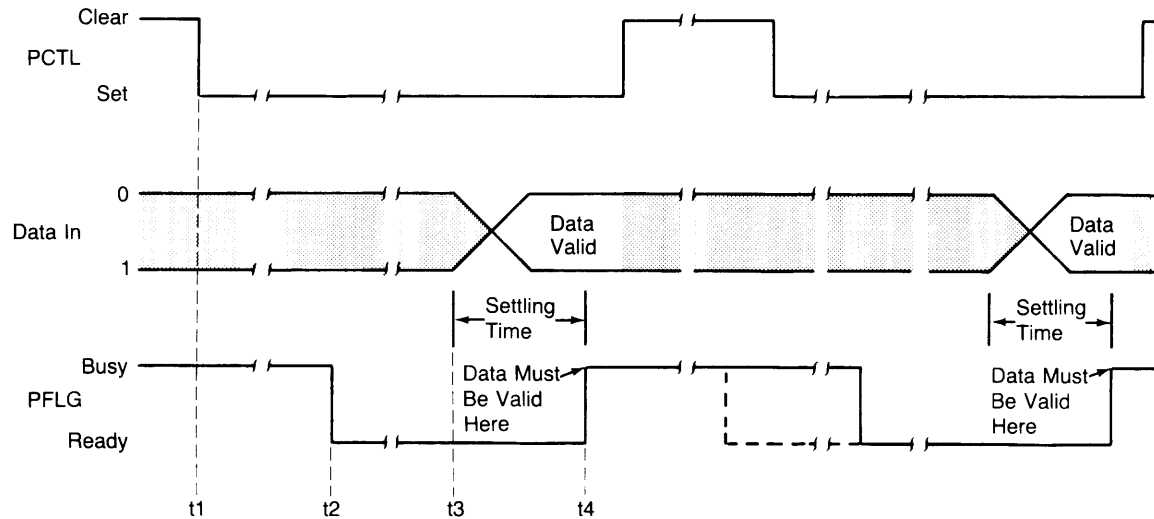 Clear
PCTL
Set
0
Data In
1
Data
Valid
Data
Valid
Settling
Time
Settling
Time
Busy
PFLG
Ready
Data Must
Be Valid
Here
Data Must
Be Valid
Here
t1
t2
t3
t4